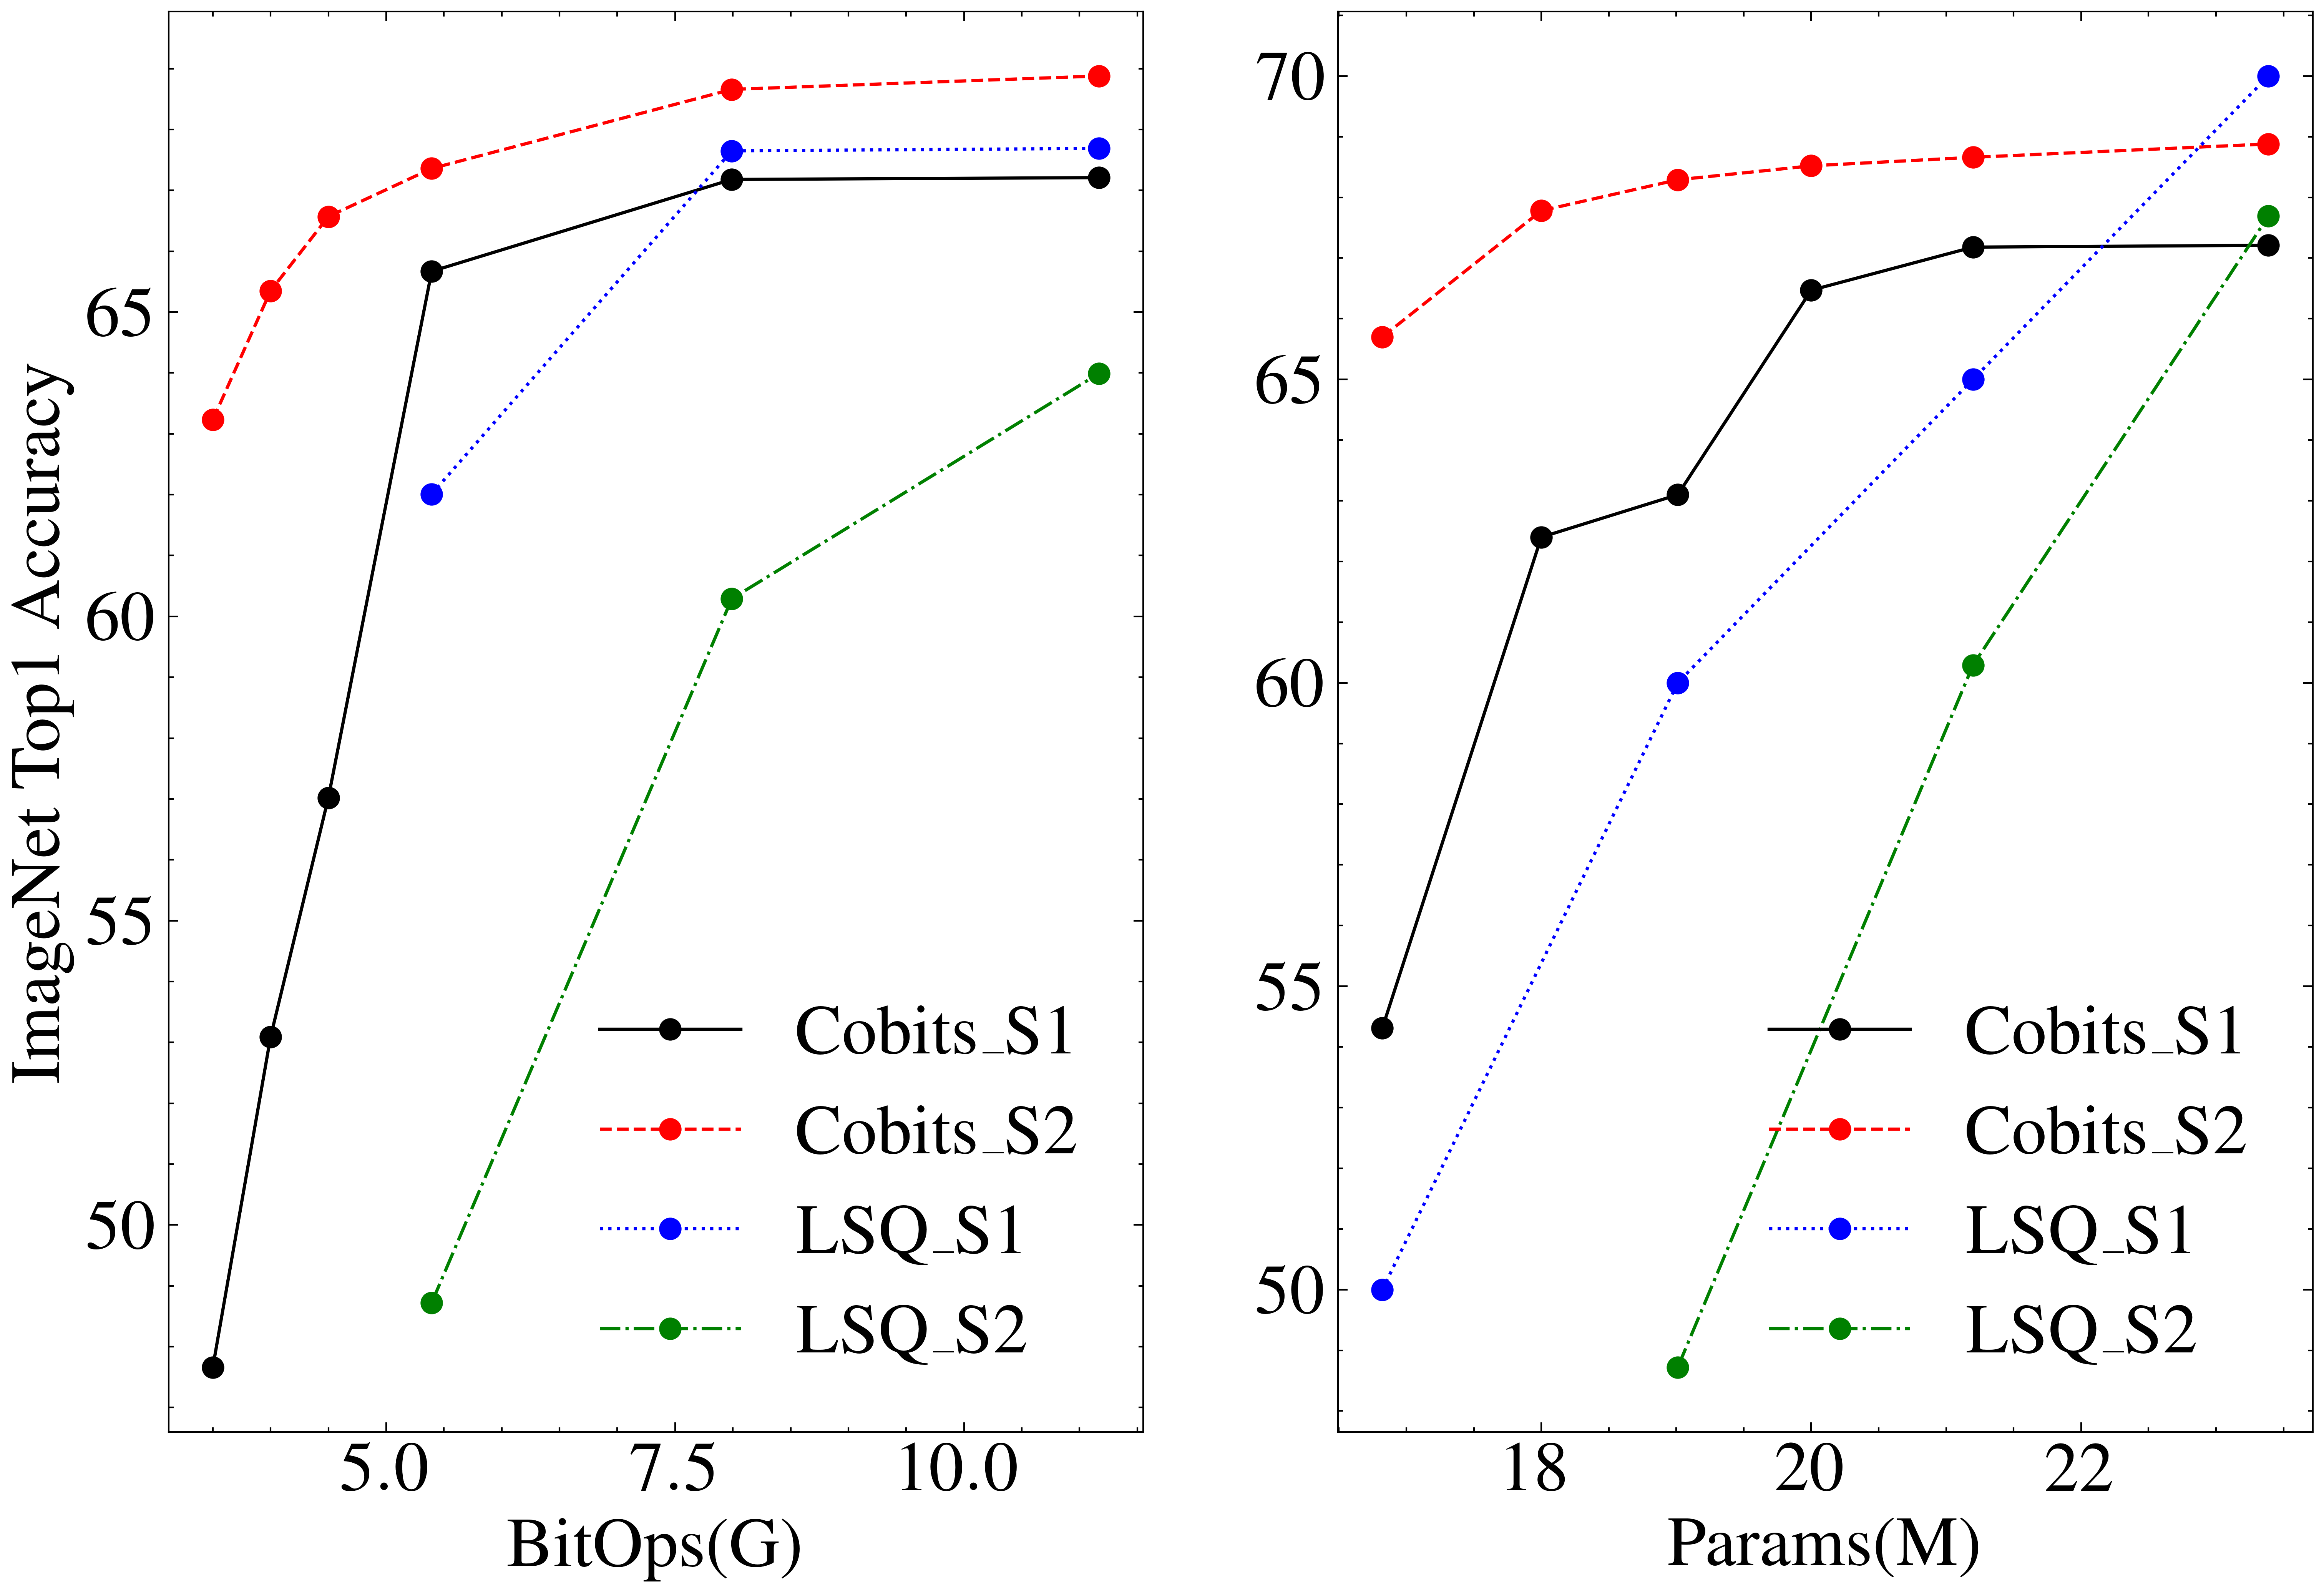 ImageNet Top1 Accuracy
65
60
55
50
Cobits_S1
Cobits_S2
LSQ_S1
LSQ_S2
5.0 7.5 10.0
BitOps(G)
70
65
60
55
50
Cobits_S1
Cobits_S2
LSQ_S1
LSQ_S2
18 20 22
Params(M)